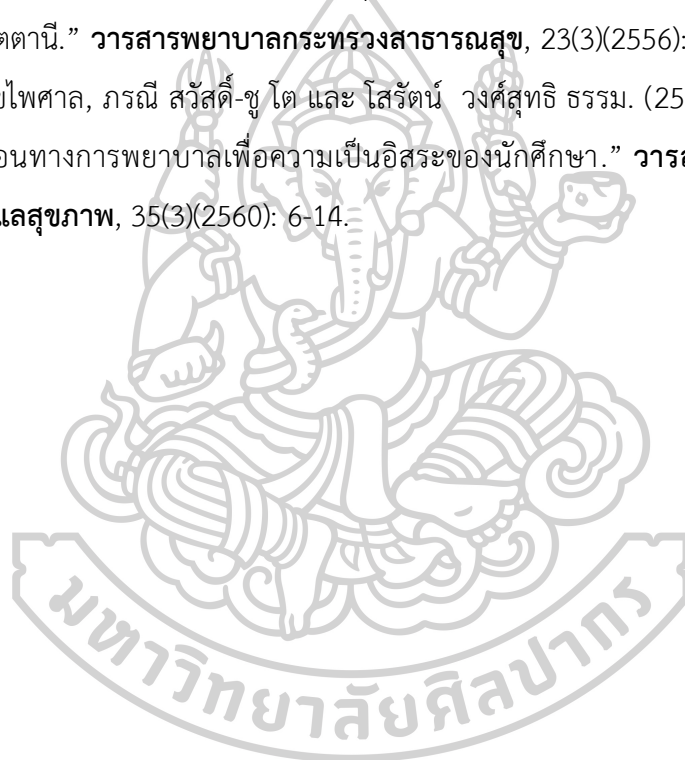 ตตานี.” วารสารพยาบาลกระทรวงสาธารณสุข, 23(3)(2556):
ไพศาล, ภรณี สวัสดิ์-ชู โต และ โสรัตน์ วงศ์สุทธิ ธรรม. (25
อนทางการพยาบาลเพื่อความเป็นอิสระของนักศึกษา.”
แลสุขภาพ, 35(3)(2560): 6-14.
มหาวิทยาลัยศิลปากร